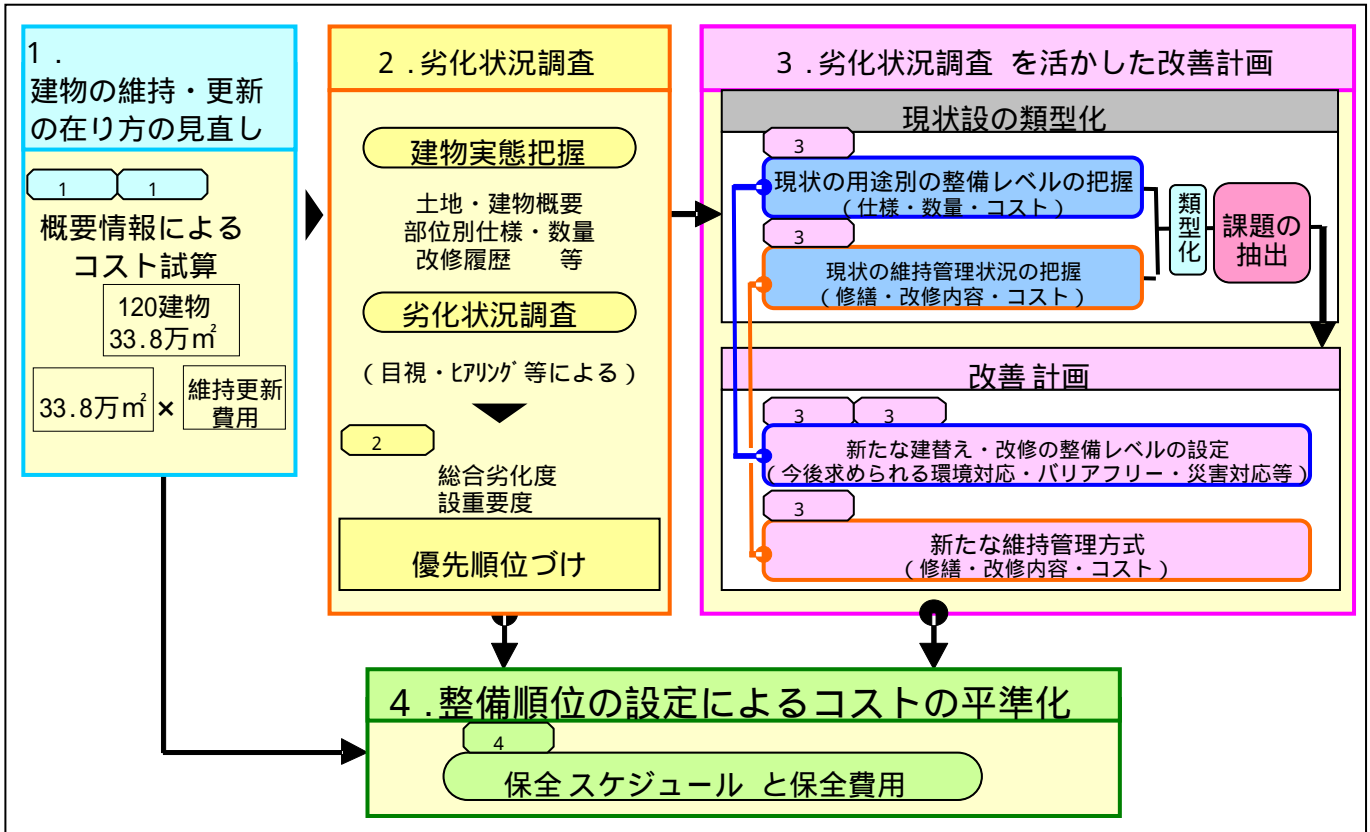 1.
建物の維持・更新
の在り方の見直し
1
1
概要情報による
コスト試算
120建物
33.8万㎡
33.8万㎡
×
維持更新
費用
2.劣化状況調査
建物実態把握
土地・建物概要
部位別仕様・数量
改修履歴　等
劣化状況調査
(目視・ﾋｱﾘﾝｸﾞ等による)
2
総合劣化度
設重要度
優先順位づけ
3.劣化状況調査 を活かした改善計画
現状設の類型化
3
現状の用途別の整備レベルの把握
(仕様・数量・コスト)
3
現状の維持管理状況の把握
(修繕・改修内容・コスト)
類型化
課題の
抽出
改善計画
3
3
新たな建替え・改修の整備レベルの設定
(今後求められる環境対応・バリアフリー・災害対応等)
3
新たな維持管理方式
(修繕・改修内容・コスト)
4.整備順位の設定によるコストの平準化
4
保全スケジュール と保全費用